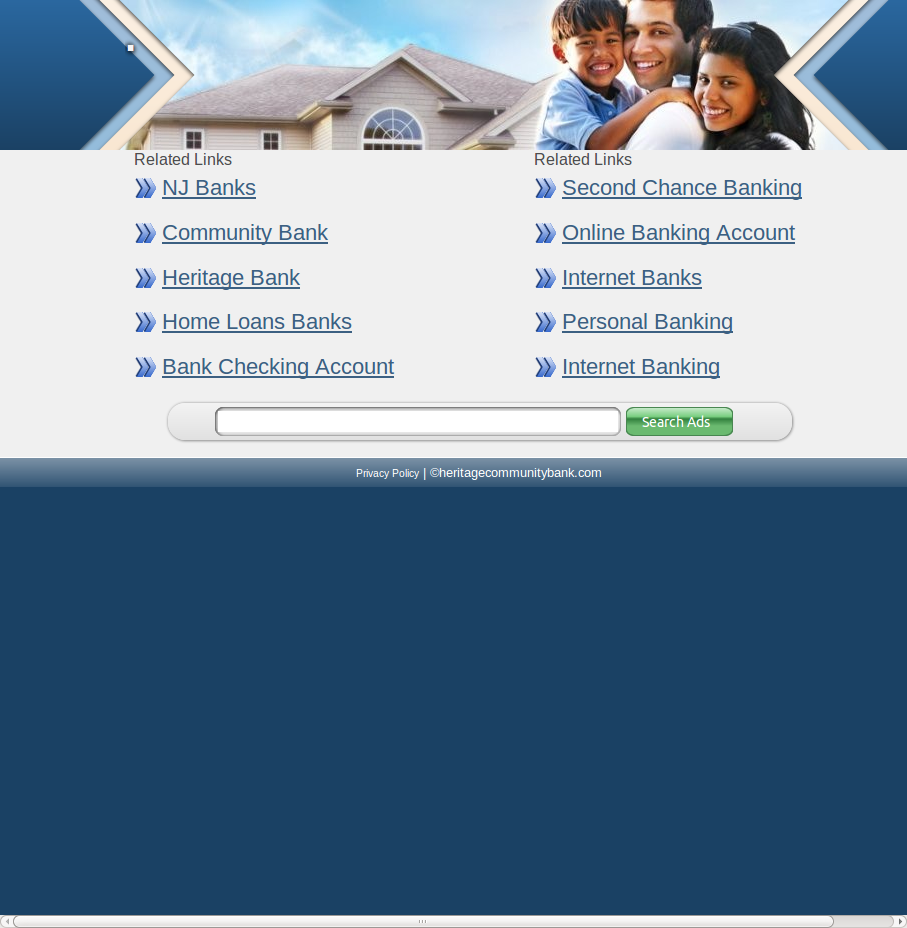 Related Links
NJ Banks
Community Bank
Heritage Bank
Home Loans Banks
Bank Checking Account
Related Links
Second Chance Banking
Online Banking Account
Internet Banks
Personal Banking
Internet Banking
Search Ads
Privacy Policy | ©heritagecommunitybank.com